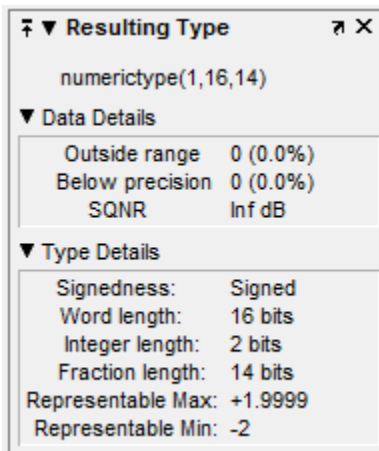 Resulting Type
numerictype(1,16,14)
Data Details
Outside range 0 (0.0%)
Below precision 0 (0.0%)
SQNR Inf dB
Type Details
Signedness: Signed
Word length: 16 bits
Integer length: 2 bits
Fraction length: 14 bits
Representable Max: +1.9999
Representable Min: -2